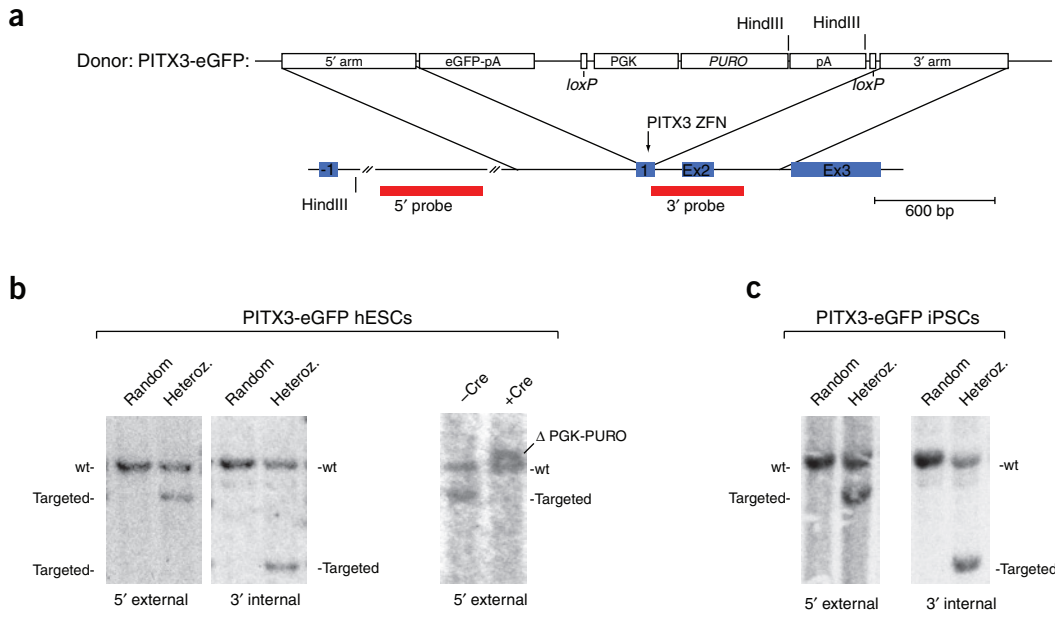 a
HindIII
HindIII
Donor: PITX3-eGFP:
5′ arm
eGFP-pA
PGK
PURO
pA
3′ arm
loxP
loxP
PITX3 ZFN
-1
1
Ex2
Ex3
HindIII
5′ probe
3′ probe
600 bp
b
PITX3-eGFP hESCs
Random
Heteroz.
Random
Heteroz.
–Cre
+Cre
Δ PGK-PURO
wt-
-wt
-wt
Targeted-
-Targeted
Targeted-
-Targeted
5′ external
3′ internal
5′ external
c
PITX3-eGFP iPSCs
Random
Heteroz.
Random
Heteroz.
wt-
-wt
Targeted-
-Targeted
5′ external
3′ internal